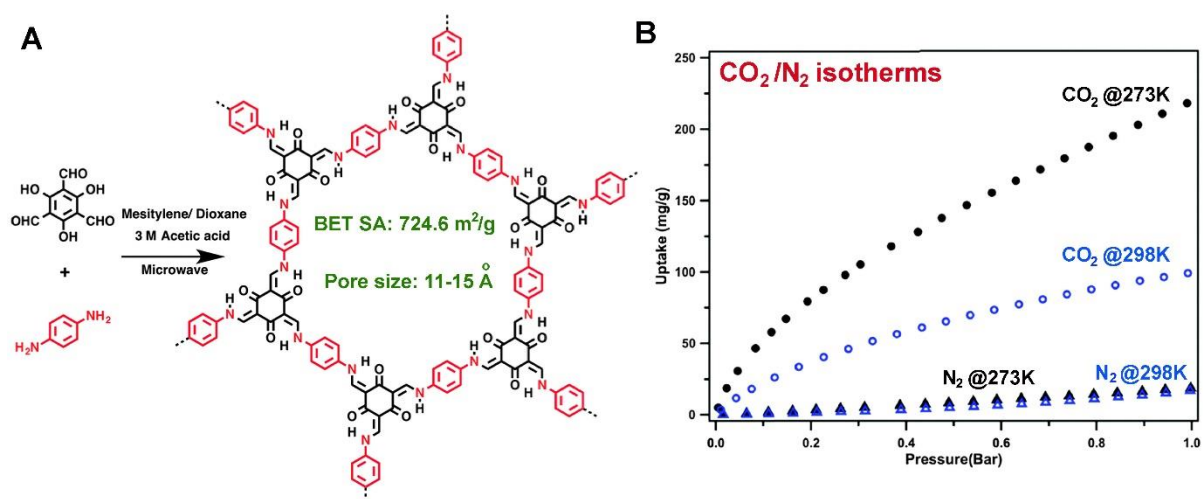 A
CHO
HO
OH
OHC
CHO
OH
+
H₂N
NH₂
Mesitylene/ Dioxane
3 M Acetic acid
Microwave
BET SA: 724.6 m²/g
Pore size: 11-15 Å
B
CO₂ /N₂ isotherms
CO₂ @273K
CO₂ @298K
N₂ @273K
N₂ @298K
Uptake (mg/g)
250
200
150
100
50
0
0.0
0.2
0.4
0.6
0.8
1.0
Pressure(Bar)